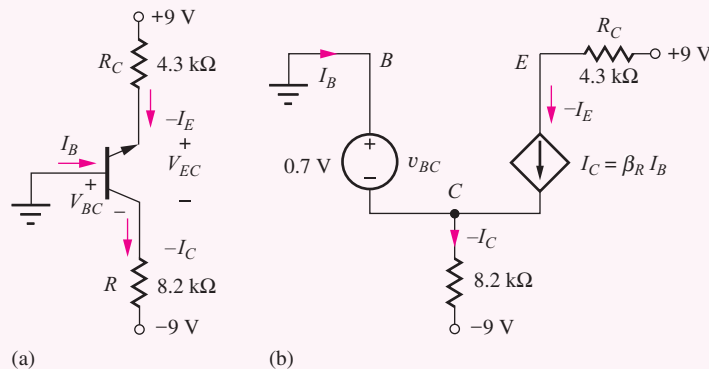 +9 V
R_C 4.3 kΩ
−I_E
I_B
+
V_EC
−
+
V_BC −
−I_C
R 8.2 kΩ
−9 V
(a)
B
I_B
0.7 V
+
−
v_BC
C
−I_C
8.2 kΩ
−9 V
E
R_C
4.3 kΩ
+9 V
−I_E
I_C = β_R I_B
(b)